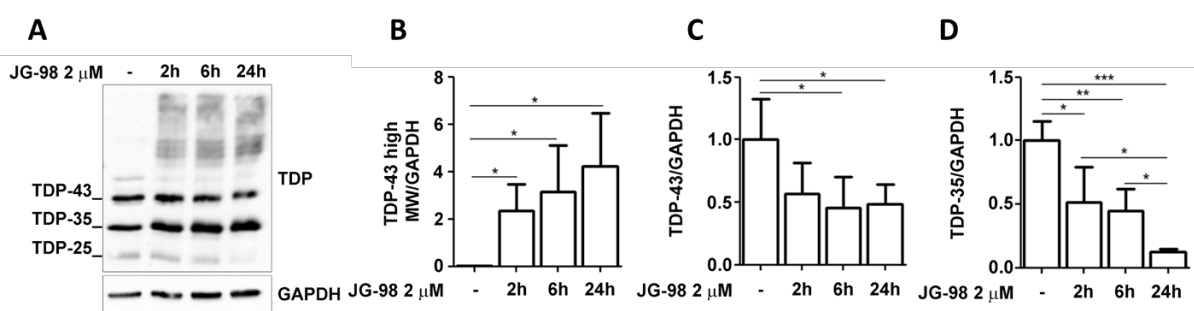 A
JG-98 2 μM - 2h 6h 24h
TDP-43
TDP-35
TDP-25
TDP
GAPDH
B
TDP-43 high
MW/GAPDH
8
6
4
2
0
*
*
*
JG-98 2 μM - 2h 6h 24h
C
TDP-43/GAPDH
1.5
1.0
0.5
0.0
*
*
JG-98 2 μM - 2h 6h 24h
D
TDP-35/GAPDH
1.5
1.0
0.5
0.0
***
**
*
*
*
JG-98 2 μM - 2h 6h 24h